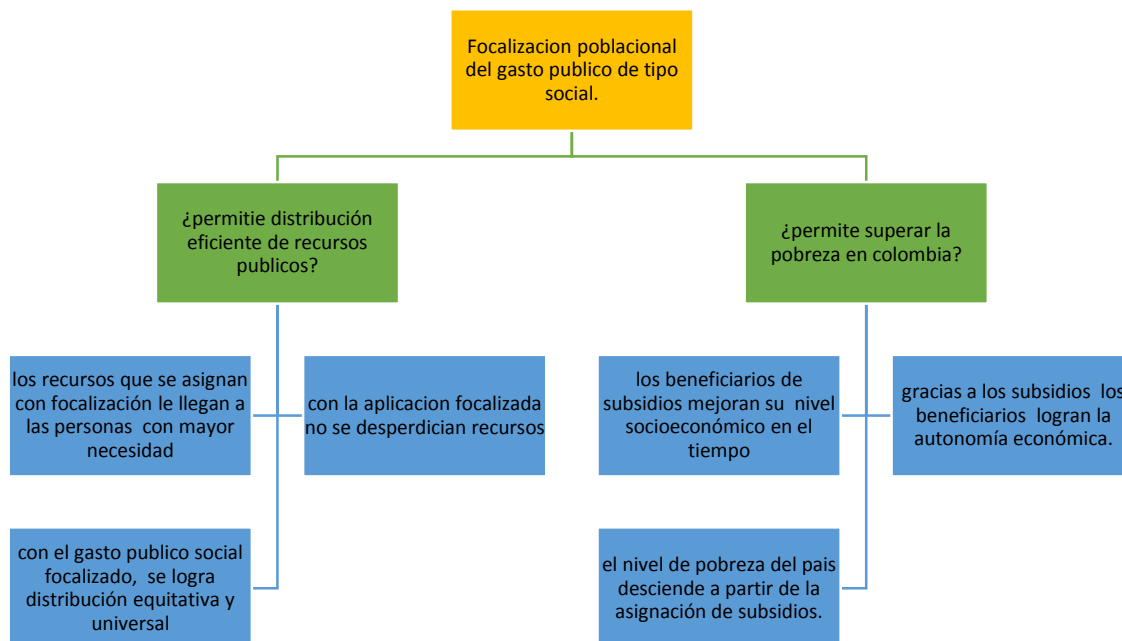 Focalizacion poblacional
del gasto publico de tipo
social.
¿permitie distribución
eficiente de recursos
publicos?
¿permite superar la
pobreza en colombia?
los recursos que se asignan
con focalización le llegan a
las personas con mayor
necesidad
con la aplicacion focalizada
no se desperdician recursos
los beneficiarios de
subsidios mejoran su nivel
socioeconómico en el
tiempo
gracias a los subsidios los
beneficiarios logran la
autonomía económica.
con el gasto publico social
focalizado, se logra
distribución equitativa y
universal
el nivel de pobreza del pais
desciende a partir de la
asignación de subsidios.